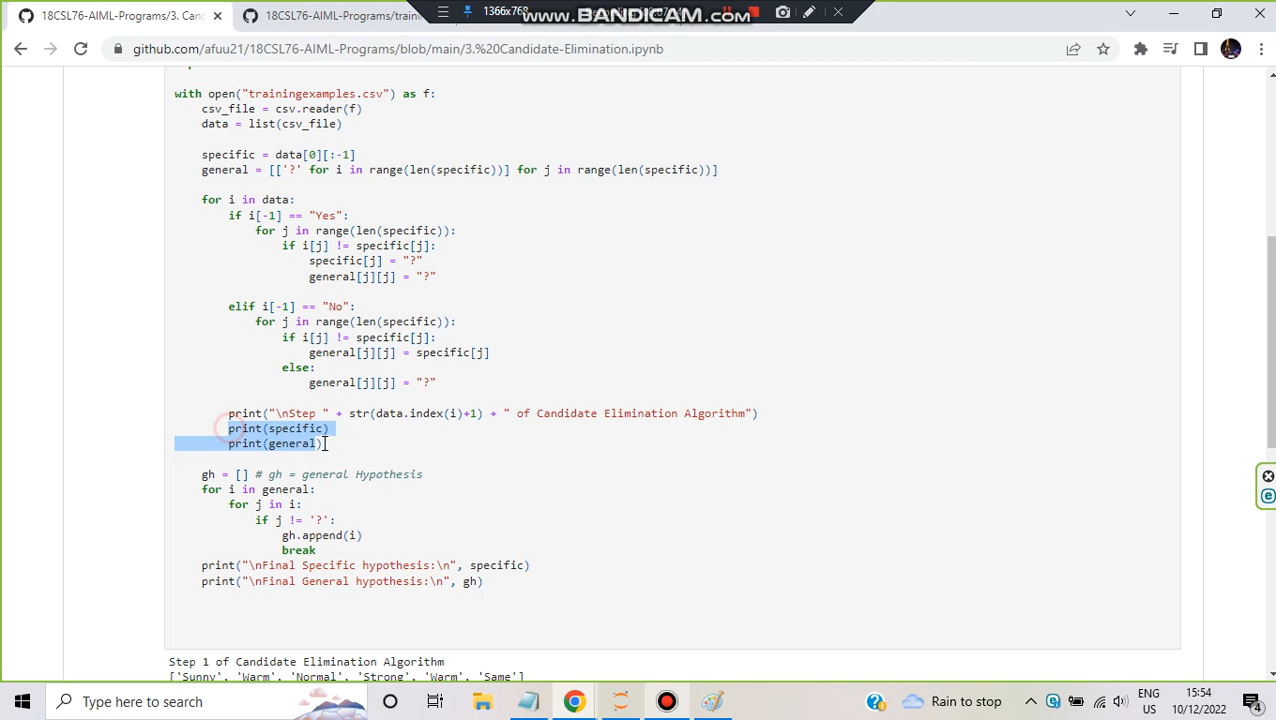 18CSL76-AIML-Programs/3. Can
18CSL76-AIML-Programs/traini
1366x768
www.BANDICAM.com
github.com/afuu21/18CSL76-AIML-Programs/blob/main/3.%20Candidate-Elimination.ipynb
with open("trainingexamples.csv") as f:
csv_file = csv.reader(f)
data = list(csv_file)
specific = data[0][:-1]
general = [['?' for i in range(len(specific))] for j in range(len(specific))]
for i in data:
if i[-1] == "Yes":
for j in range(len(specific)):
if i[j] != specific[j]:
specific[j] = "?"
general[j][j] = "?"
elif i[-1] == "No":
for j in range(len(specific)):
if i[j] != specific[j]:
general[j][j] = specific[j]
else:
general[j][j] = "?"
print("\nStep " + str(data.index(i)+1) + " of Candidate Elimination Algorithm")
print(specific)
print(general)
gh = [] # gh = general Hypothesis
for i in general:
for j in i:
if j != '?':
gh.append(i)
break
print("\nFinal Specific hypothesis:\n", specific)
print("\nFinal General hypothesis:\n", gh)
Step 1 of Candidate Elimination Algorithm
['Sunny', 'Warm', 'Normal', 'Strong', 'Warm', 'Same']
Type here to search
Rain to stop
ENG
US
15:54
10/12/2022
4